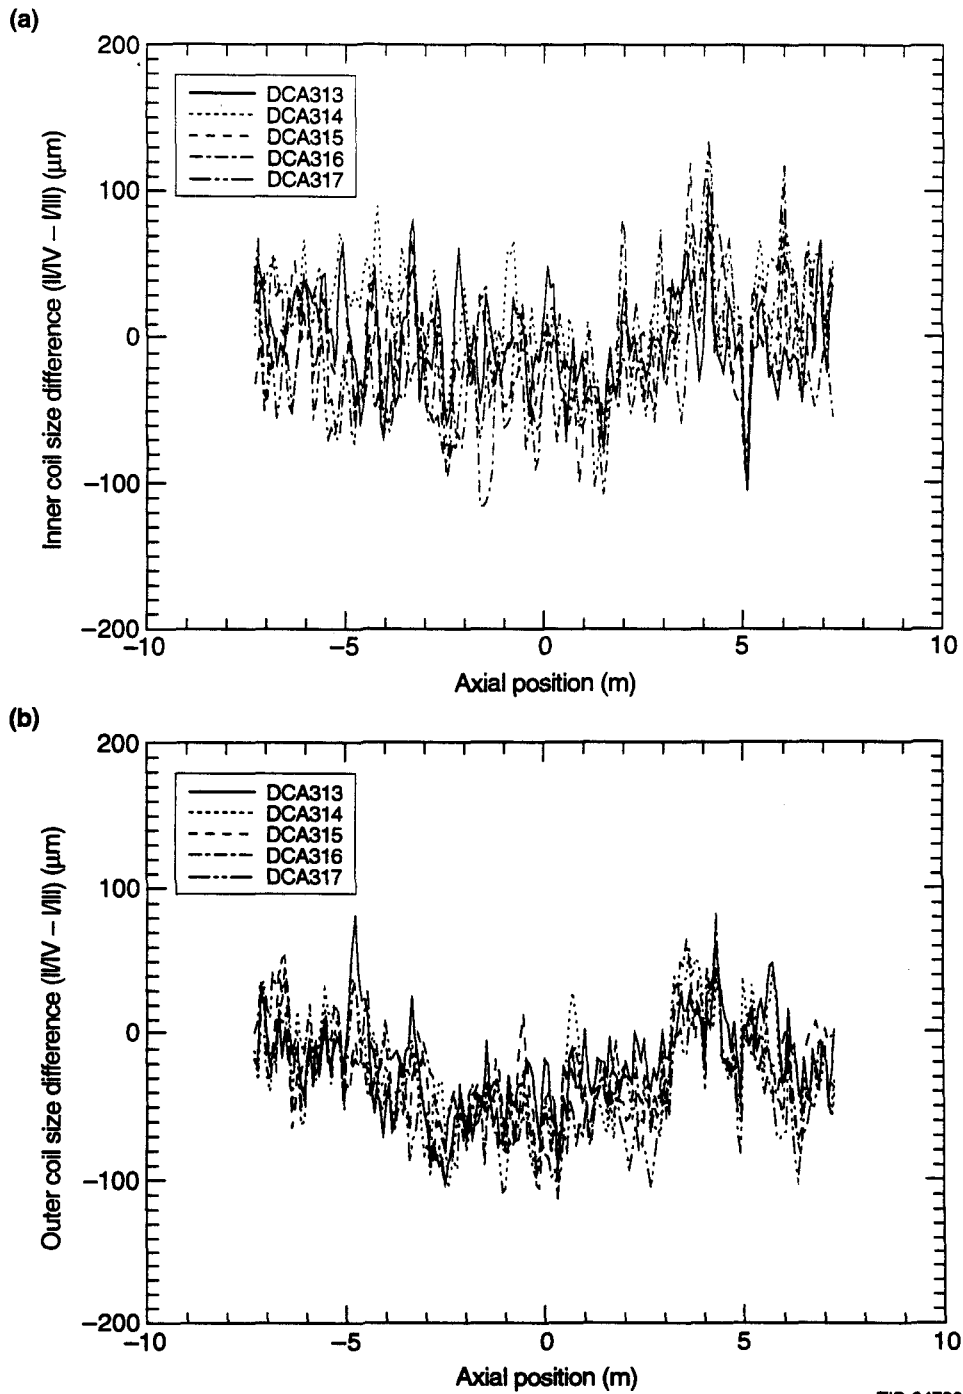 (a)
200
100
0
−100
−200
Inner coil size difference (II/IV – I/III) (μm)
DCA313
DCA314
DCA315
DCA316
DCA317
−10
−5
0
5
10
Axial position (m)
(b)
200
100
0
−100
−200
Outer coil size difference (II/IV – I/III) (μm)
DCA313
DCA314
DCA315
DCA316
DCA317
−10
−5
0
5
10
Axial position (m)